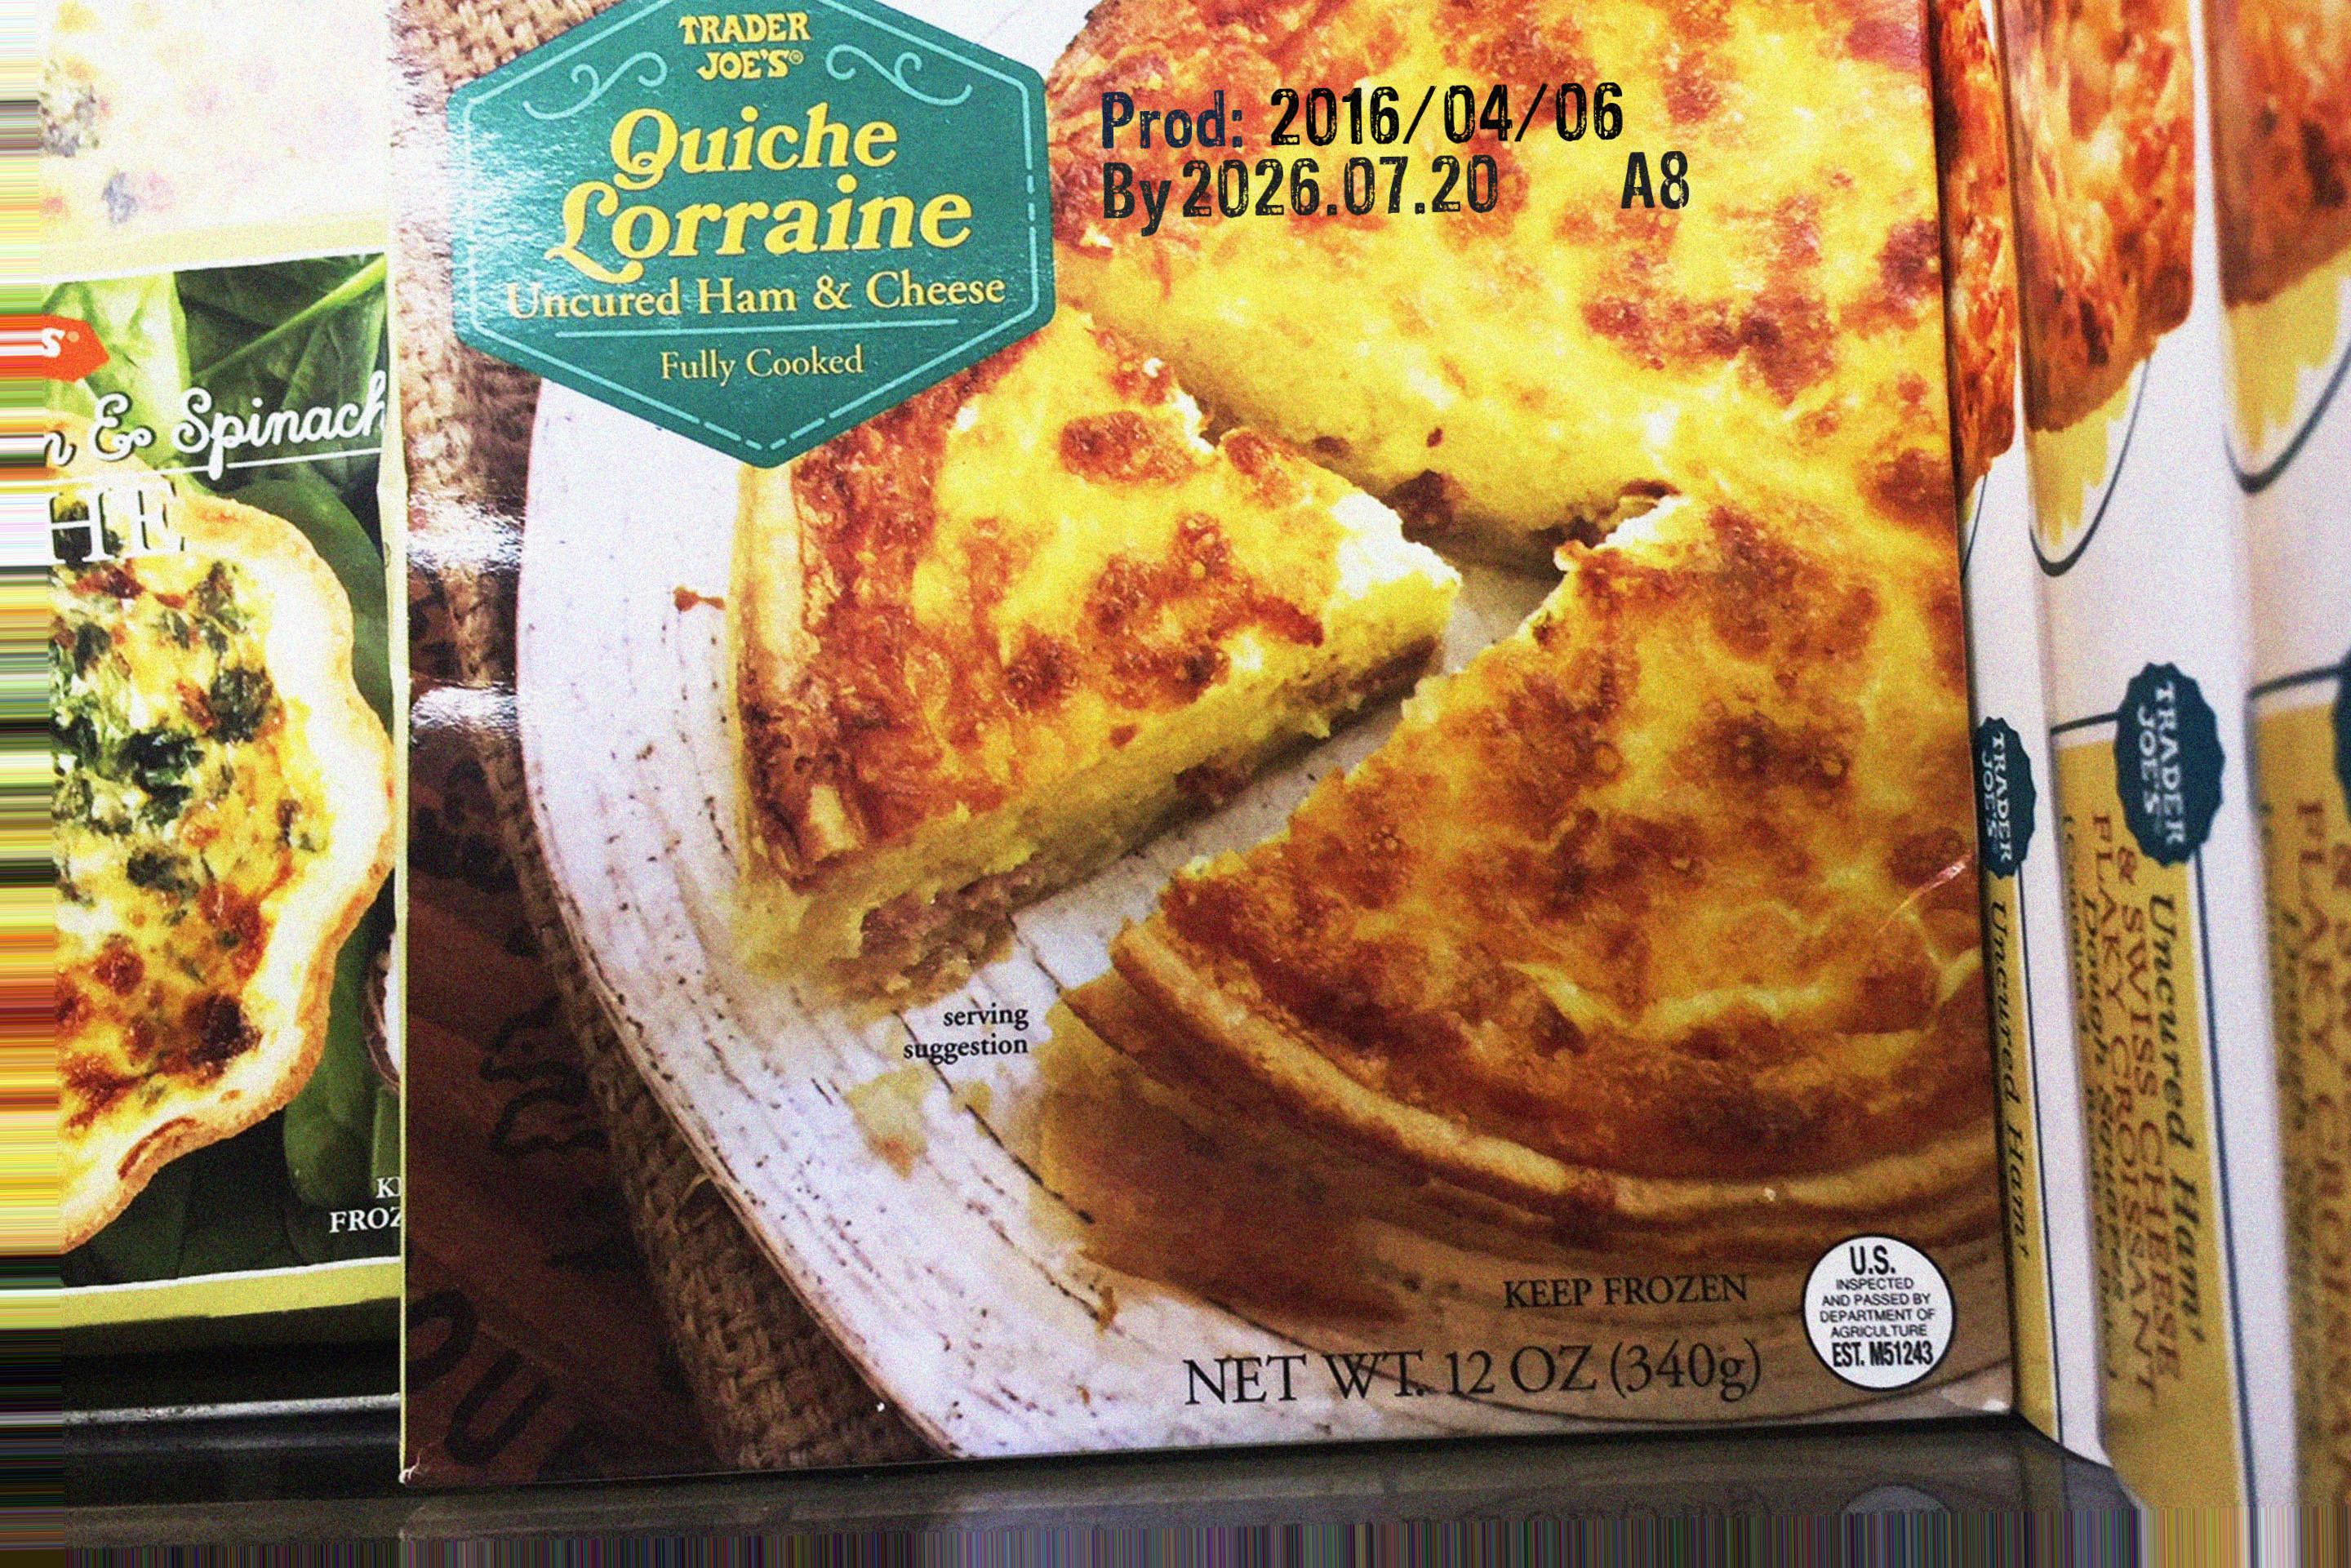 TRADER
JOE'S®
Quiche
Lorraine
Uncured Ham & Cheese
Fully Cooked
Prod: 2016/04/06
By 2026.07.20 A8
& Spinach
serving
suggestion
KEEP FROZEN
NET WT. 12 OZ (340g)
U.S.
INSPECTED
AND PASSED BY
DEPARTMENT OF
AGRICULTURE
EST. M51243
TRADER
JOE'S
Uncured Ham
TRADER
JOE'S
Uncured Ham
& SWISS CHEESE
FLAKY CROISSANT